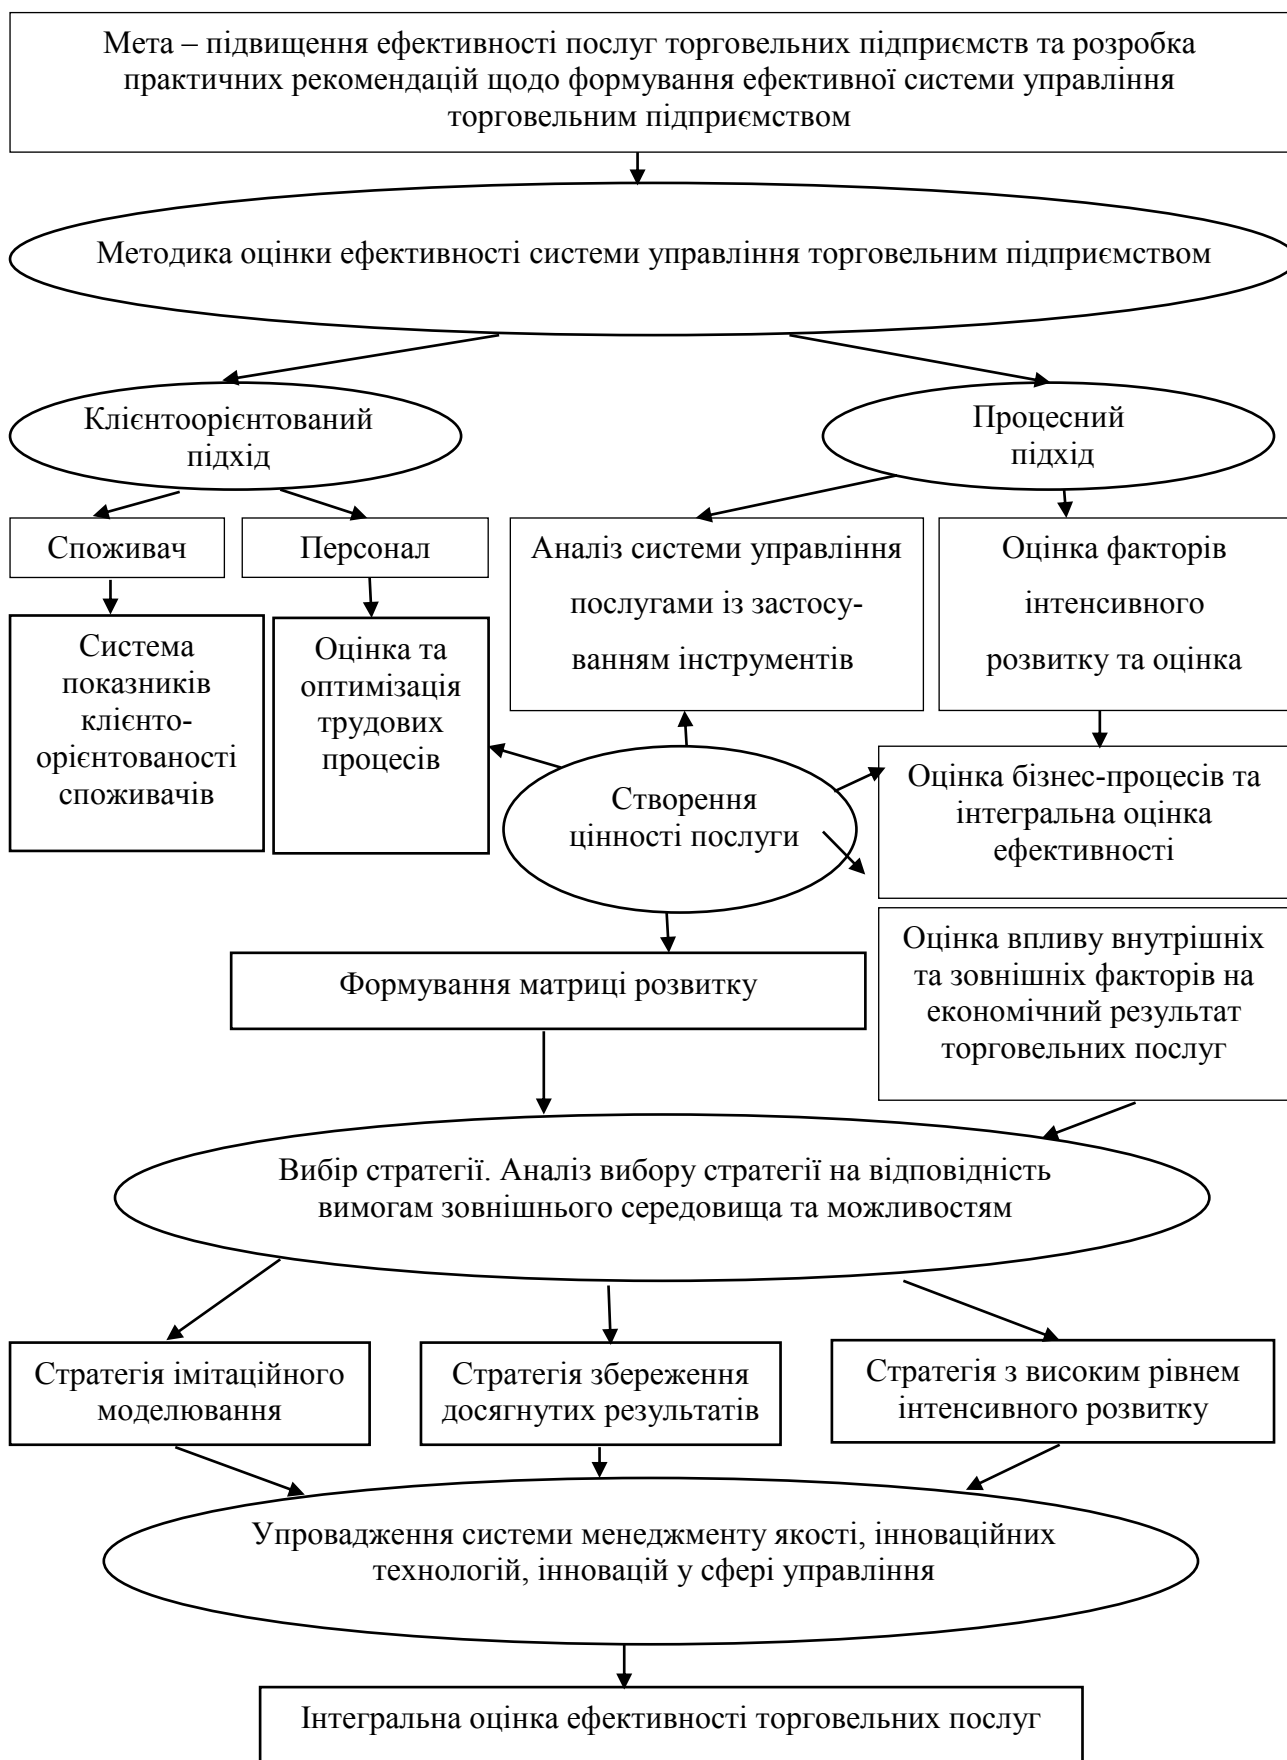 Мета – підвищення ефективності послуг торговельних підприємств та розробка
практичних рекомендацій щодо формування ефективної системи управління
торговельним підприємством
Методика оцінки ефективності системи управління торговельним підприємством
Клієнтоорієнтований
підхід
Процесний
підхід
Споживач
Персонал
Аналіз системи управління
послугами із застосу-
ванням інструментів
Оцінка факторів
інтенсивного
розвитку та оцінка
Система
показників
клієнто-
орієнтованості
споживачів
Оцінка та
оптимізація
трудових
процесів
Створення
цінності послуги
Оцінка бізнес-процесів та
інтегральна оцінка
ефективності
Оцінка впливу внутрішніх
та зовнішніх факторів на
економічний результат
торговельних послуг
Формування матриці розвитку
Вибір стратегії. Аналіз вибору стратегії на відповідність
вимогам зовнішнього середовища та можливостям
Стратегія імітаційного
моделювання
Стратегія збереження
досягнутих результатів
Стратегія з високим рівнем
інтенсивного розвитку
Упровадження системи менеджменту якості, інноваційних
технологій, інновацій у сфері управління
Інтегральна оцінка ефективності торговельних послуг